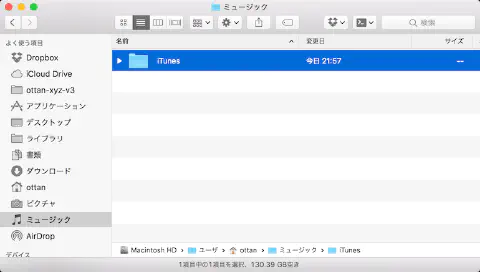 ミュージック
検索
名前 変更日 サイズ
iTunes 今日 21:57 --
よく使う項目
Dropbox
iCloud Drive
ottan-xyz-v3
アプリケーション
デスクトップ
ライブラリ
書類
ダウンロード
ottan
ピクチャ
ミュージック
AirDrop
デバイス
Macintosh HD ユーザ ottan ミュージック iTunes
1項目中の1項目を選択、130.39 GB空き